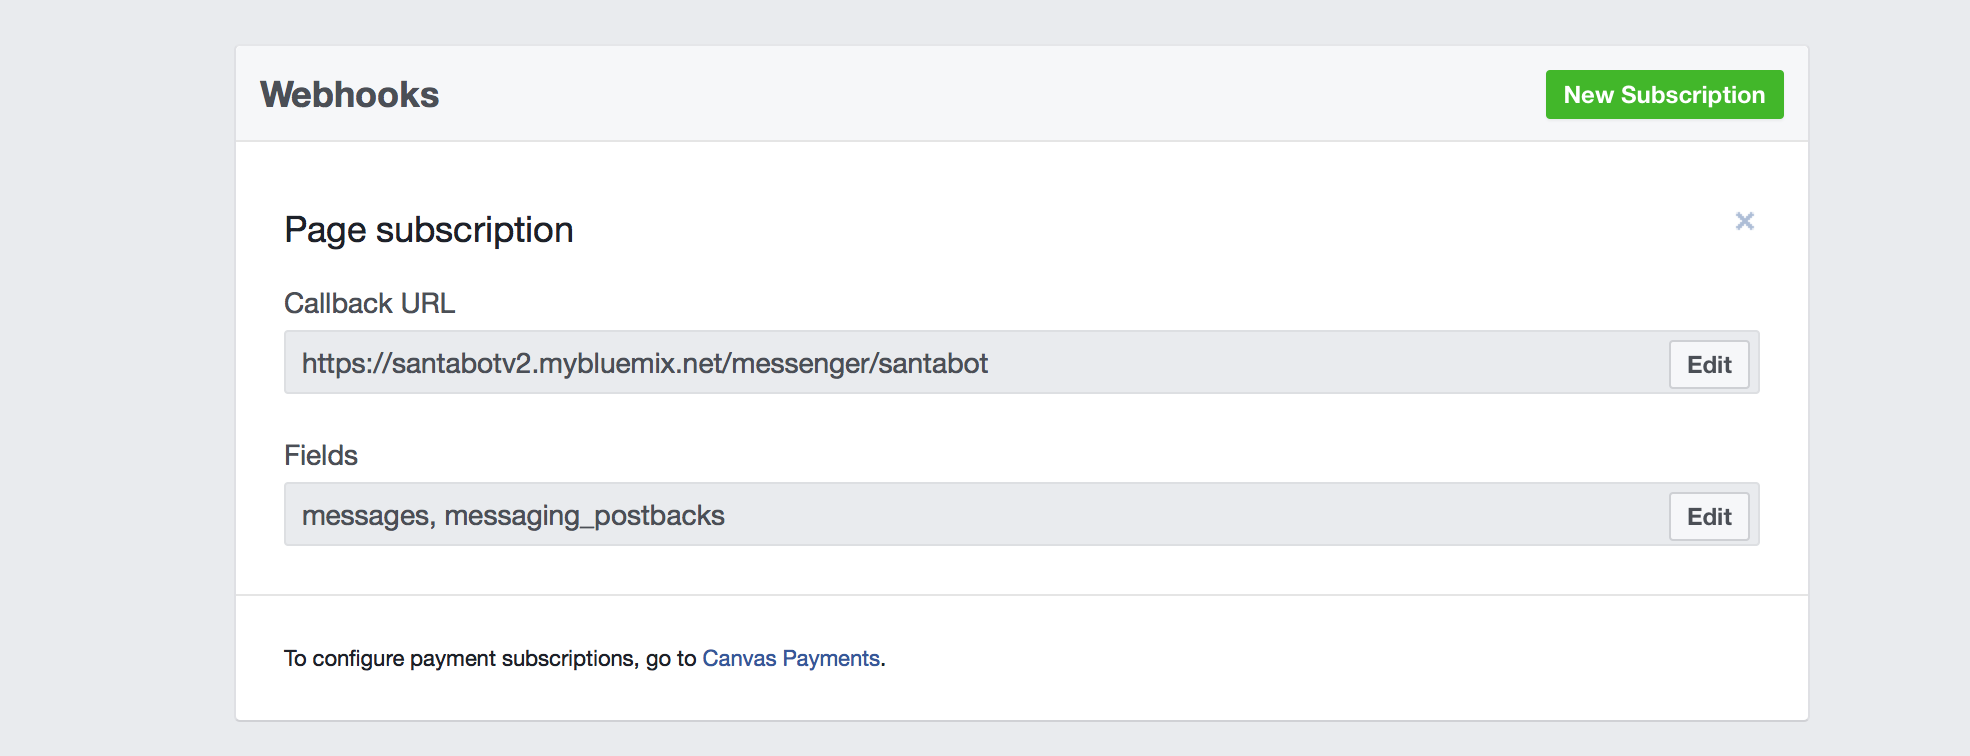 Webhooks
New Subscription
Page subscription
×
Callback URL
https://santabotv2.mybluemix.net/messenger/santabot
Edit
Fields
messages, messaging_postbacks
Edit
To configure payment subscriptions, go to Canvas Payments.